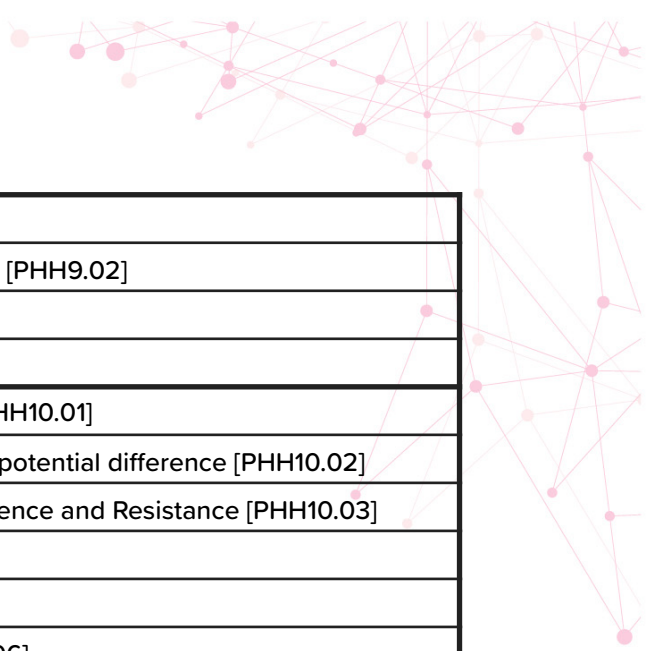 [PHH9.02]
HH10.01]
potential difference [PHH10.02]
ence and Resistance [PHH10.03]